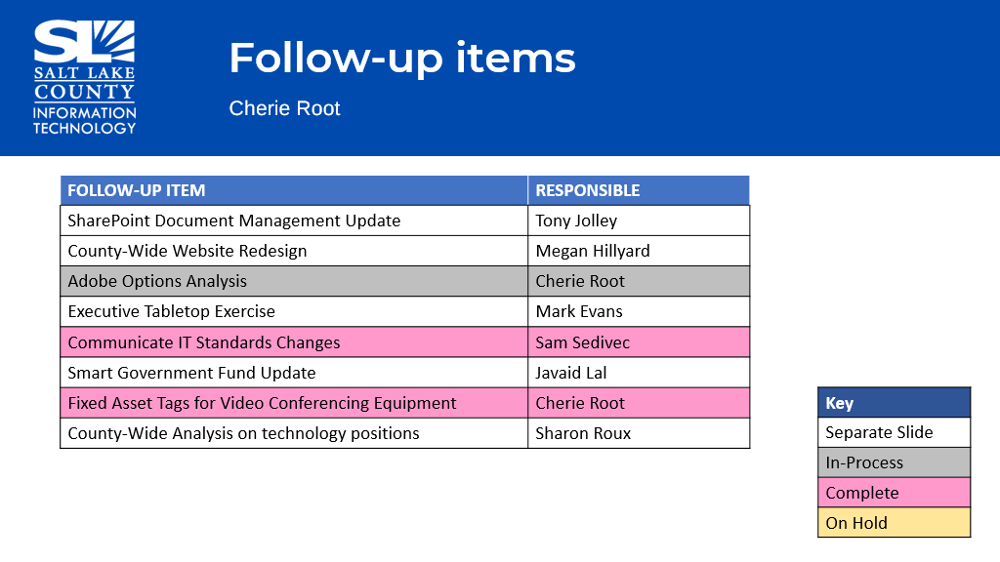 SL
SALT LAKE
COUNTY
INFORMATION
TECHNOLOGY
Follow-up items
Cherie Root
FOLLOW-UP ITEM RESPONSIBLE
SharePoint Document Management Update Tony Jolley
County-Wide Website Redesign Megan Hillyard
Adobe Options Analysis Cherie Root
Executive Tabletop Exercise Mark Evans
Communicate IT Standards Changes Sam Sedivec
Smart Government Fund Update Javaid Lal
Fixed Asset Tags for Video Conferencing Equipment Cherie Root
County-Wide Analysis on technology positions Sharon Roux
Key
Separate Slide
In-Process
Complete
On Hold